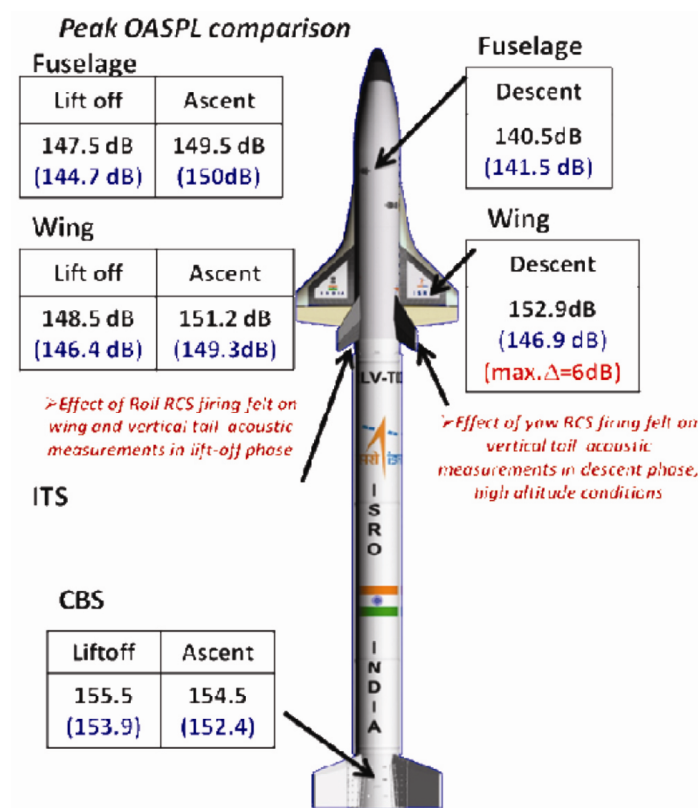 Peak OASPL comparison
Fuselage
Lift off Ascent
147.5 dB 149.5 dB
(144.7 dB) (150dB)
Fuselage
Descent
140.5dB
(141.5 dB)
Wing
Lift off Ascent
148.5 dB 151.2 dB
(146.4 dB) (149.3dB)
Wing
Descent
152.9dB
(146.9 dB)
(max.Δ=6dB)
➢Effect of Roll RCS firing felt on
wing and vertical tail acoustic
measurements in lift-off phase
➢Effect of yaw RCS firing felt on
vertical tail acoustic
measurements in descent phase,
high altitude conditions
LV-TD
इसरो
ISRO
INDIA
ITS
CBS
Liftoff Ascent
155.5 154.5
(153.9) (152.4)